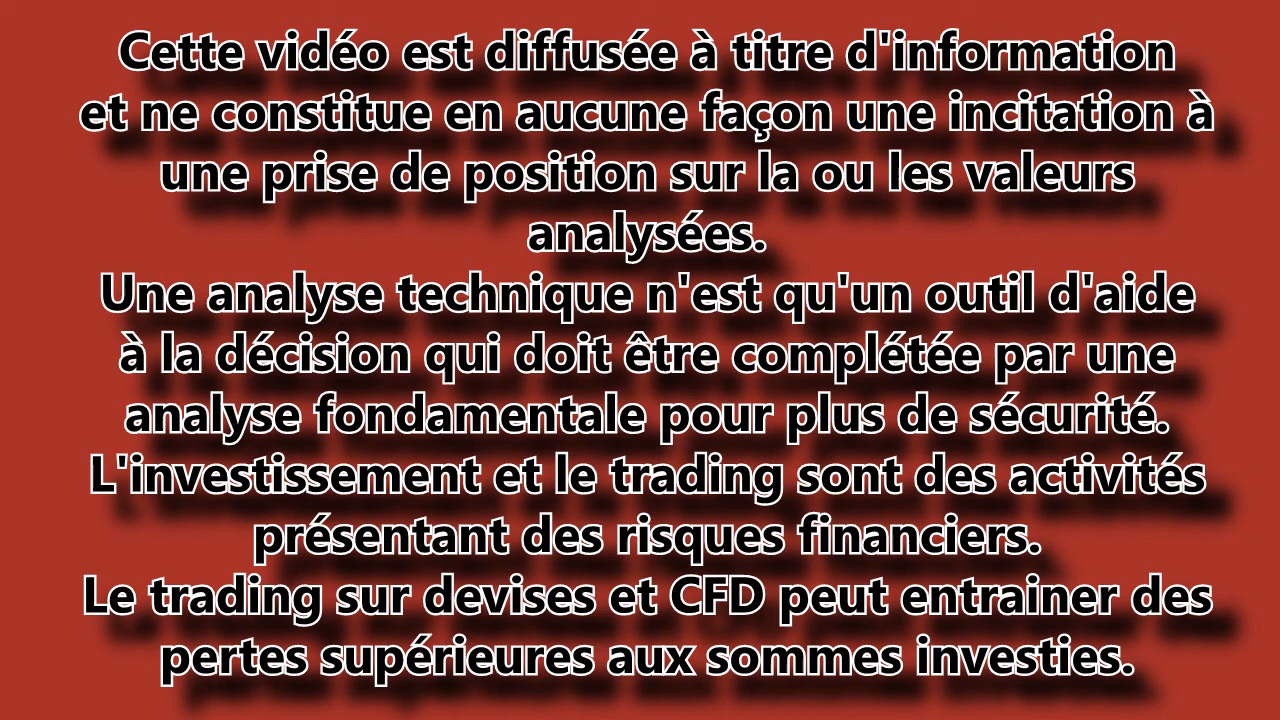 Cette vidéo est diffusée à titre d'information
et ne constitue en aucune façon une incitation à
une prise de position sur la ou les valeurs
analysées.
Une analyse technique n'est qu'un outil d'aide
à la décision qui doit être complétée par une
analyse fondamentale pour plus de sécurité.
L'investissement et le trading sont des activités
présentant des risques financiers.
Le trading sur devises et CFD peut entrainer des
pertes supérieures aux sommes investies.